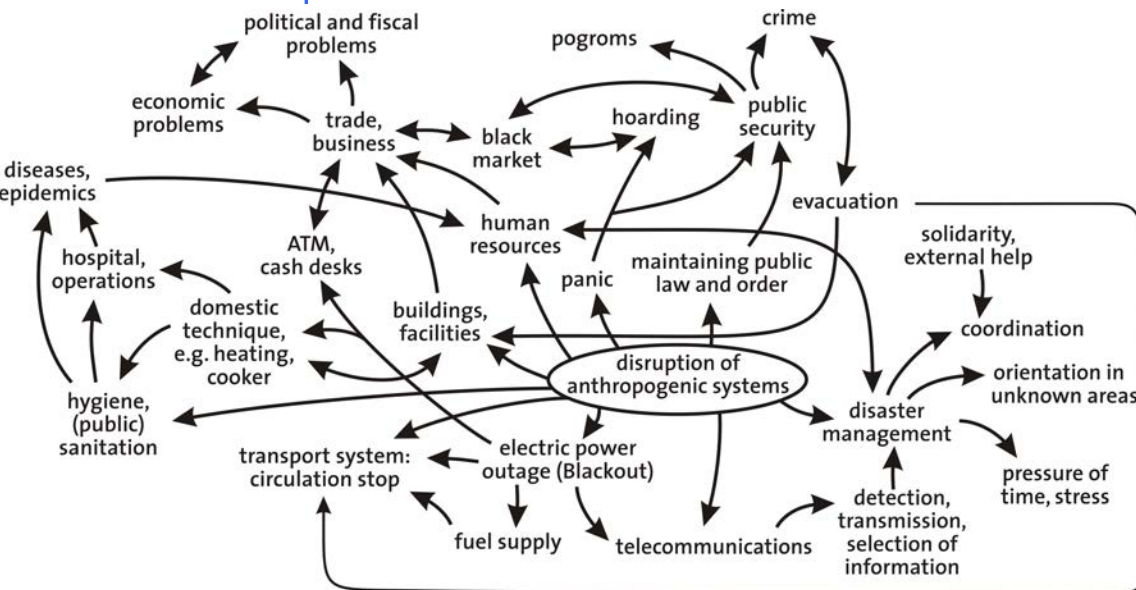 crime
political and fiscal
problems
pogroms
economic
problems
trade,
business
black
market
hoarding
public
security
diseases,
epidemics
evacuation
human
resources
solidarity,
external help
ATM,
cash desks
hospital,
operations
panic
maintaining public
law and order
domestic
technique,
e.g. heating,
cooker
buildings,
facilities
coordination
disruption of
anthropogenic systems
orientation in
unknown areas
hygiene,
(public)
sanitation
disaster
management
transport system:
circulation stop
electric power
outage (Blackout)
pressure of
time, stress
fuel supply
telecommunications
detection,
transmission,
selection of
information